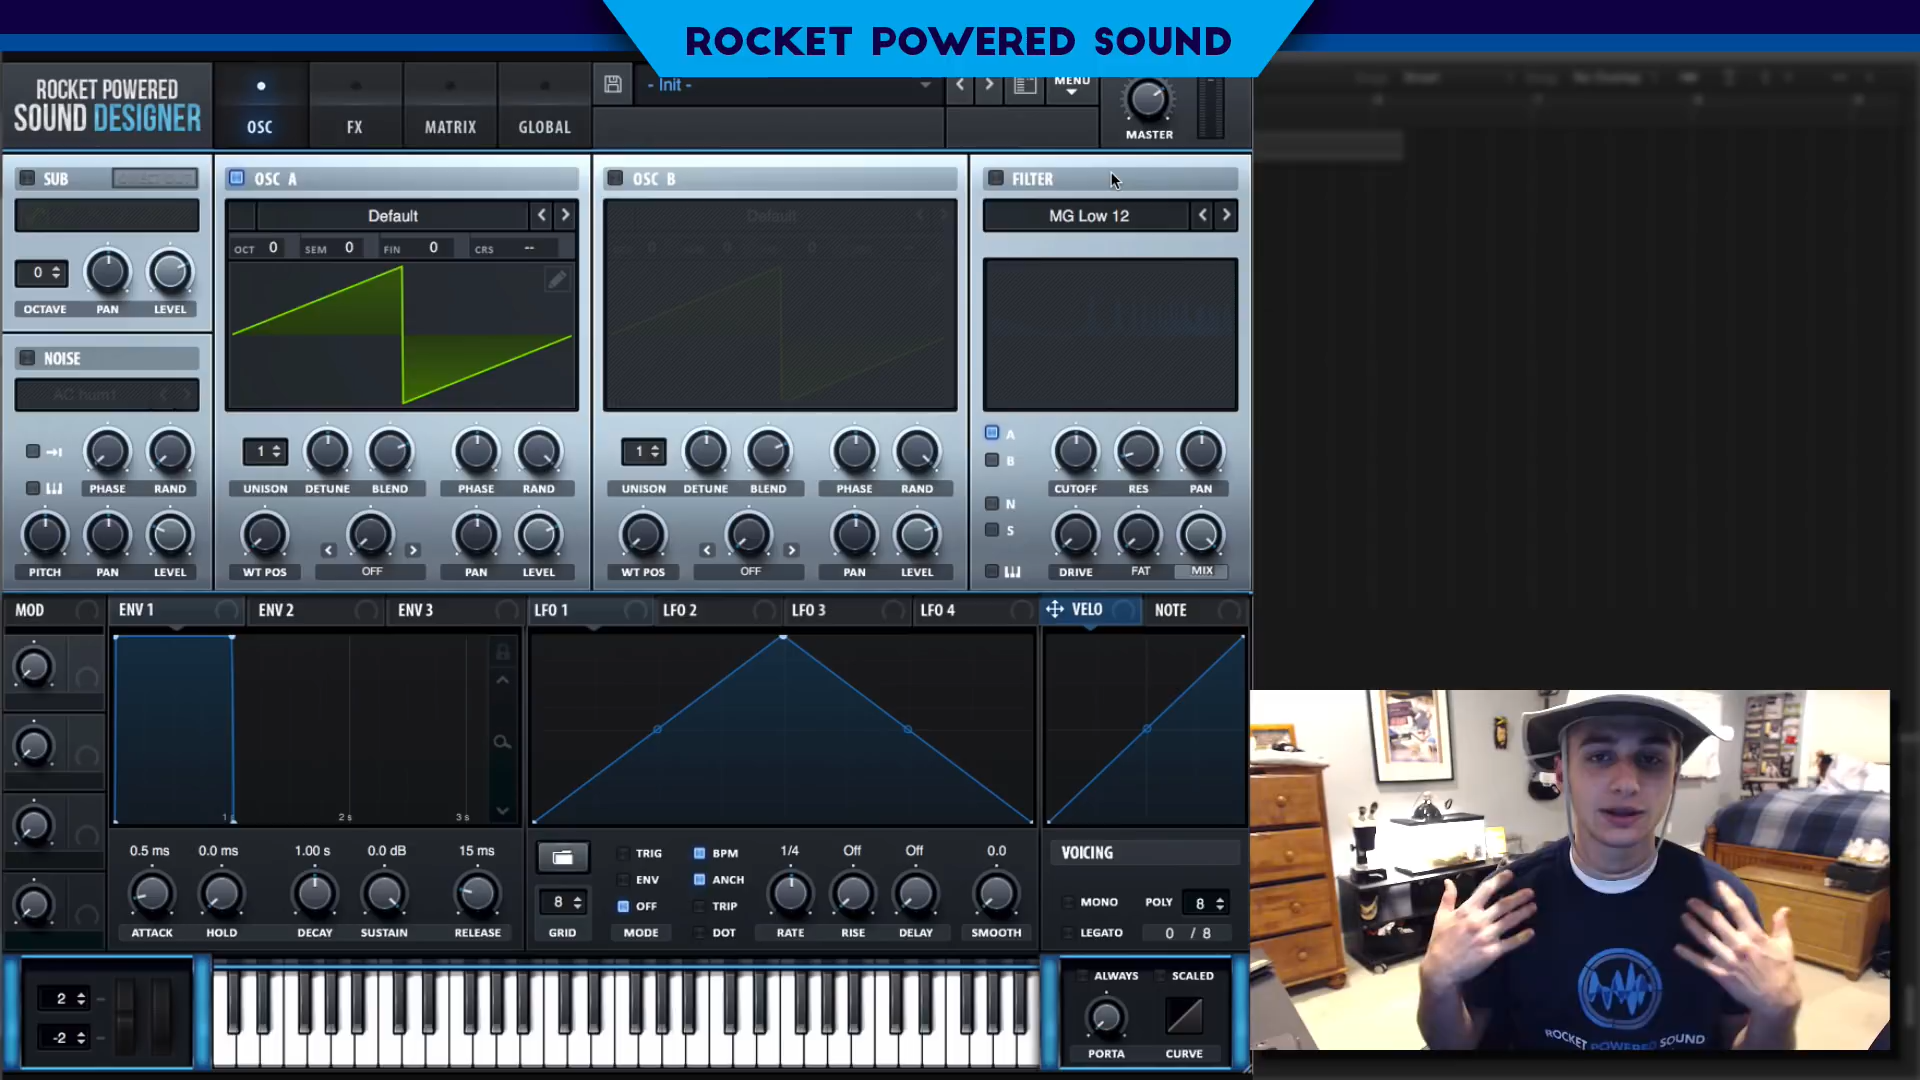 ROCKET POWERED SOUND
ROCKET POWERED
SOUND DESIGNER
OSC
FX
MATRIX
GLOBAL
- Init -
MENU
MASTER
SUB
OSC A
OSC B
FILTER
Default
Default
MG Low 12
OCT 0 SEM 0 FIN 0 CRS --
0
OCTAVE PAN LEVEL
NOISE
AC hum1
A
B
N
S
PHASE RAND
1
UNISON DETUNE BLEND PHASE RAND
1
UNISON DETUNE BLEND PHASE RAND
CUTOFF RES PAN
PITCH PAN LEVEL
WT POS OFF PAN LEVEL
WT POS OFF PAN LEVEL
DRIVE FAT MIX
MOD ENV 1 ENV 2 ENV 3 LFO 1 LFO 2 LFO 3 LFO 4 VELO NOTE
1 2 s 3 s
0.5 ms 0.0 ms 1.00 s 0.0 dB 15 ms
ATTACK HOLD DECAY SUSTAIN RELEASE
8
GRID
TRIG
ENV
OFF
MODE
BPM
ANCH
TRIP
DOT
1/4 Off Off 0.0
RATE RISE DELAY SMOOTH
VOICING
MONO POLY 8
LEGATO 0 / 8
2
-2
ALWAYS SCALED
PORTA CURVE
ROCKET POWERED SOUND